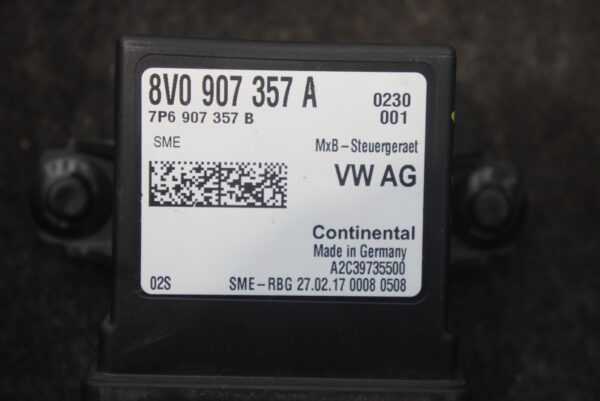 8V0 907 357 A
7P6 907 357 B
0230
001
SME
MxB-Steuergeraet
VW AG
Continental
Made in Germany
A2C39735500
02S
SME-RBG 27.02.17 0008 0508